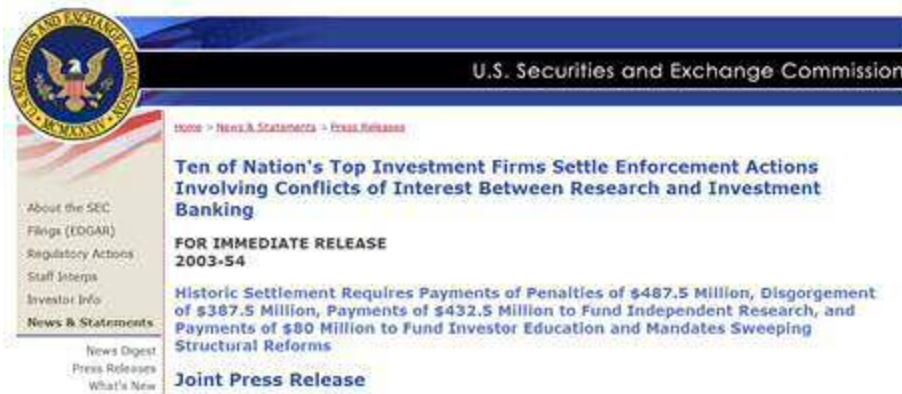 U.S. SECURITIES AND EXCHANGE COMMISSION
MCMXXXIV
U.S. Securities and Exchange Commission
Home > News & Statements > Press Releases
Ten of Nation's Top Investment Firms Settle Enforcement Actions
Involving Conflicts of Interest Between Research and Investment
Banking
FOR IMMEDIATE RELEASE
2003-54
Historic Settlement Requires Payments of Penalties of $487.5 Million, Disgorgement
of $387.5 Million, Payments of $432.5 Million to Fund Independent Research, and
Payments of $80 Million to Fund Investor Education and Mandates Sweeping
Structural Reforms
Joint Press Release
About the SEC
Filings (EDGAR)
Regulatory Actions
Staff Interps
Investor Info
News & Statements
News Digest
Press Releases
What's New